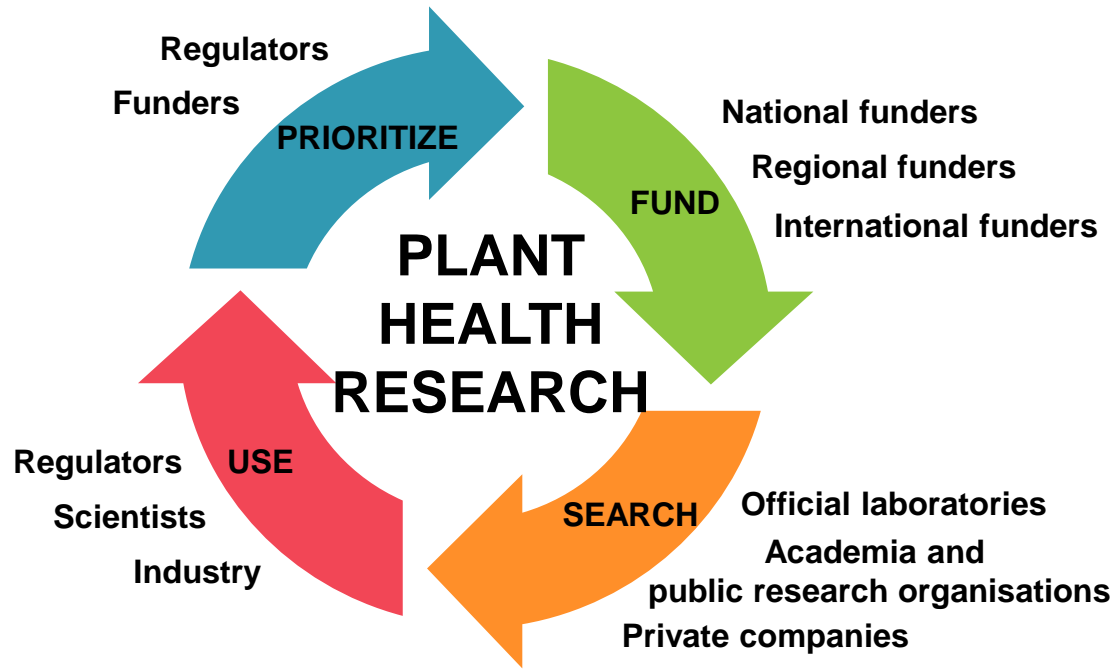 Regulators
Funders
PRIORITIZE
National funders
Regional funders
International funders
FUND
PLANT
HEALTH
RESEARCH
Official laboratories
Academia and
public research organisations
Private companies
SEARCH
Regulators
Scientists
Industry
USE